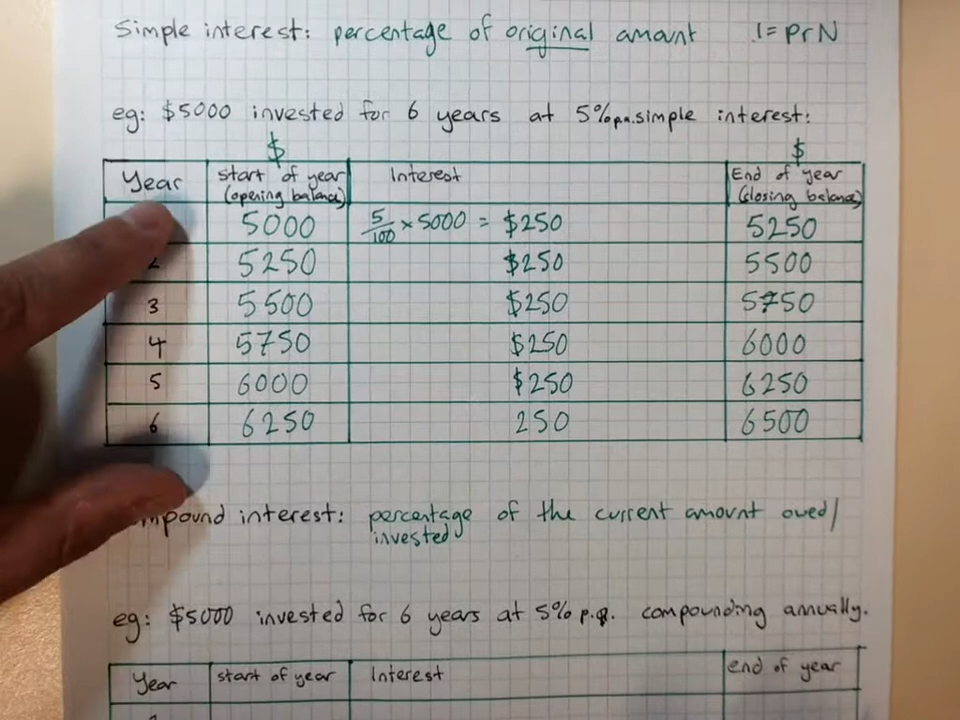 Simple interest: percentage of original amount I = PrN
eg: $5000 invested for 6 years at 5% p.a. simple interest:
$ $
Year start of year Interest End of year
(opening balance) (closing balance)
5000 5/100 × 5000 = $250 5250
2 5250 $250 5500
3 5500 $250 5750
4 5750 $250 6000
5 6000 $250 6250
6 6250 250 6500
mpound interest: percentage of the current amount owed/
invested
eg: $5000 invested for 6 years at 5% p.a. compounding annually.
Year start of year Interest end of year